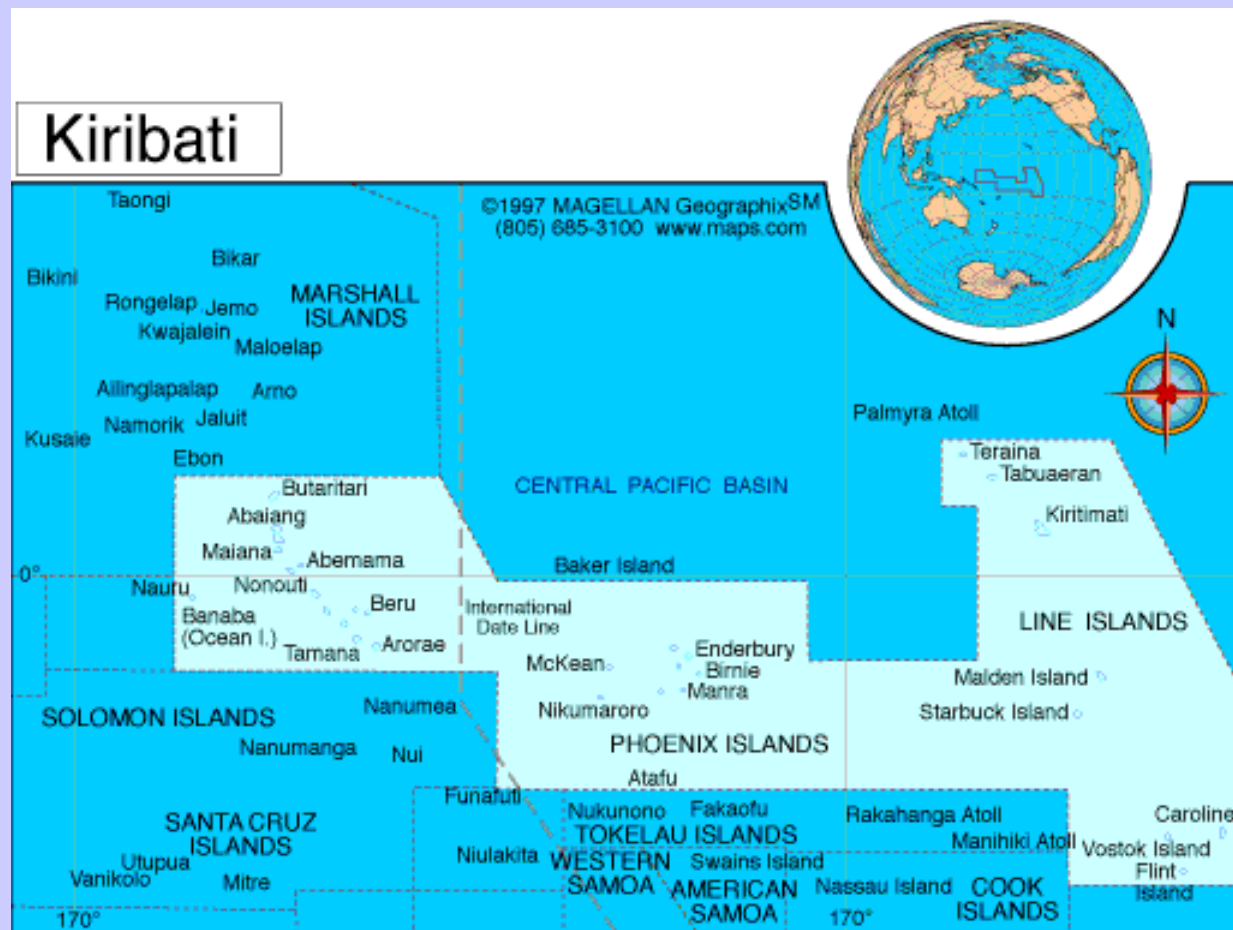 Kiribati
Taongi
©1997 MAGELLAN Geographix℠
(805) 685-3100 www.maps.com
Bikar
Bikini
MARSHALL
ISLANDS
Rongelap
Jemo
Kwajalein
Maloelap
N
Ailinglapalap
Arno
Palmyra Atoll
Namorik
Jaluit
Kusaie
Ebon
Teraina
Tabuaeran
CENTRAL PACIFIC BASIN
Butaritari
Abaiang
Kiritimati
Maiana
Abemama
Baker Island
0°
Nauru
Nonouti
Beru
International
Date Line
Banaba
(Ocean I.)
LINE ISLANDS
Tamana
Arorae
Enderbury
McKean
Birnie
Malden Island
Manra
Nikumaroro
Nanumea
Starbuck Island
SOLOMON ISLANDS
Nanumanga
Nui
PHOENIX ISLANDS
Atafu
Funafuti
Nukunono
Fakaofu
Rakahanga Atoll
Caroline
SANTA CRUZ
ISLANDS
TOKELAU ISLANDS
Manihiki Atoll
Vostok Island
Utupua
Niulakita
WESTERN
SAMOA
Swains Island
Flint
Island
Vanikolo
Mitre
AMERICAN
SAMOA
Nassau Island
COOK
ISLANDS
170°
170°